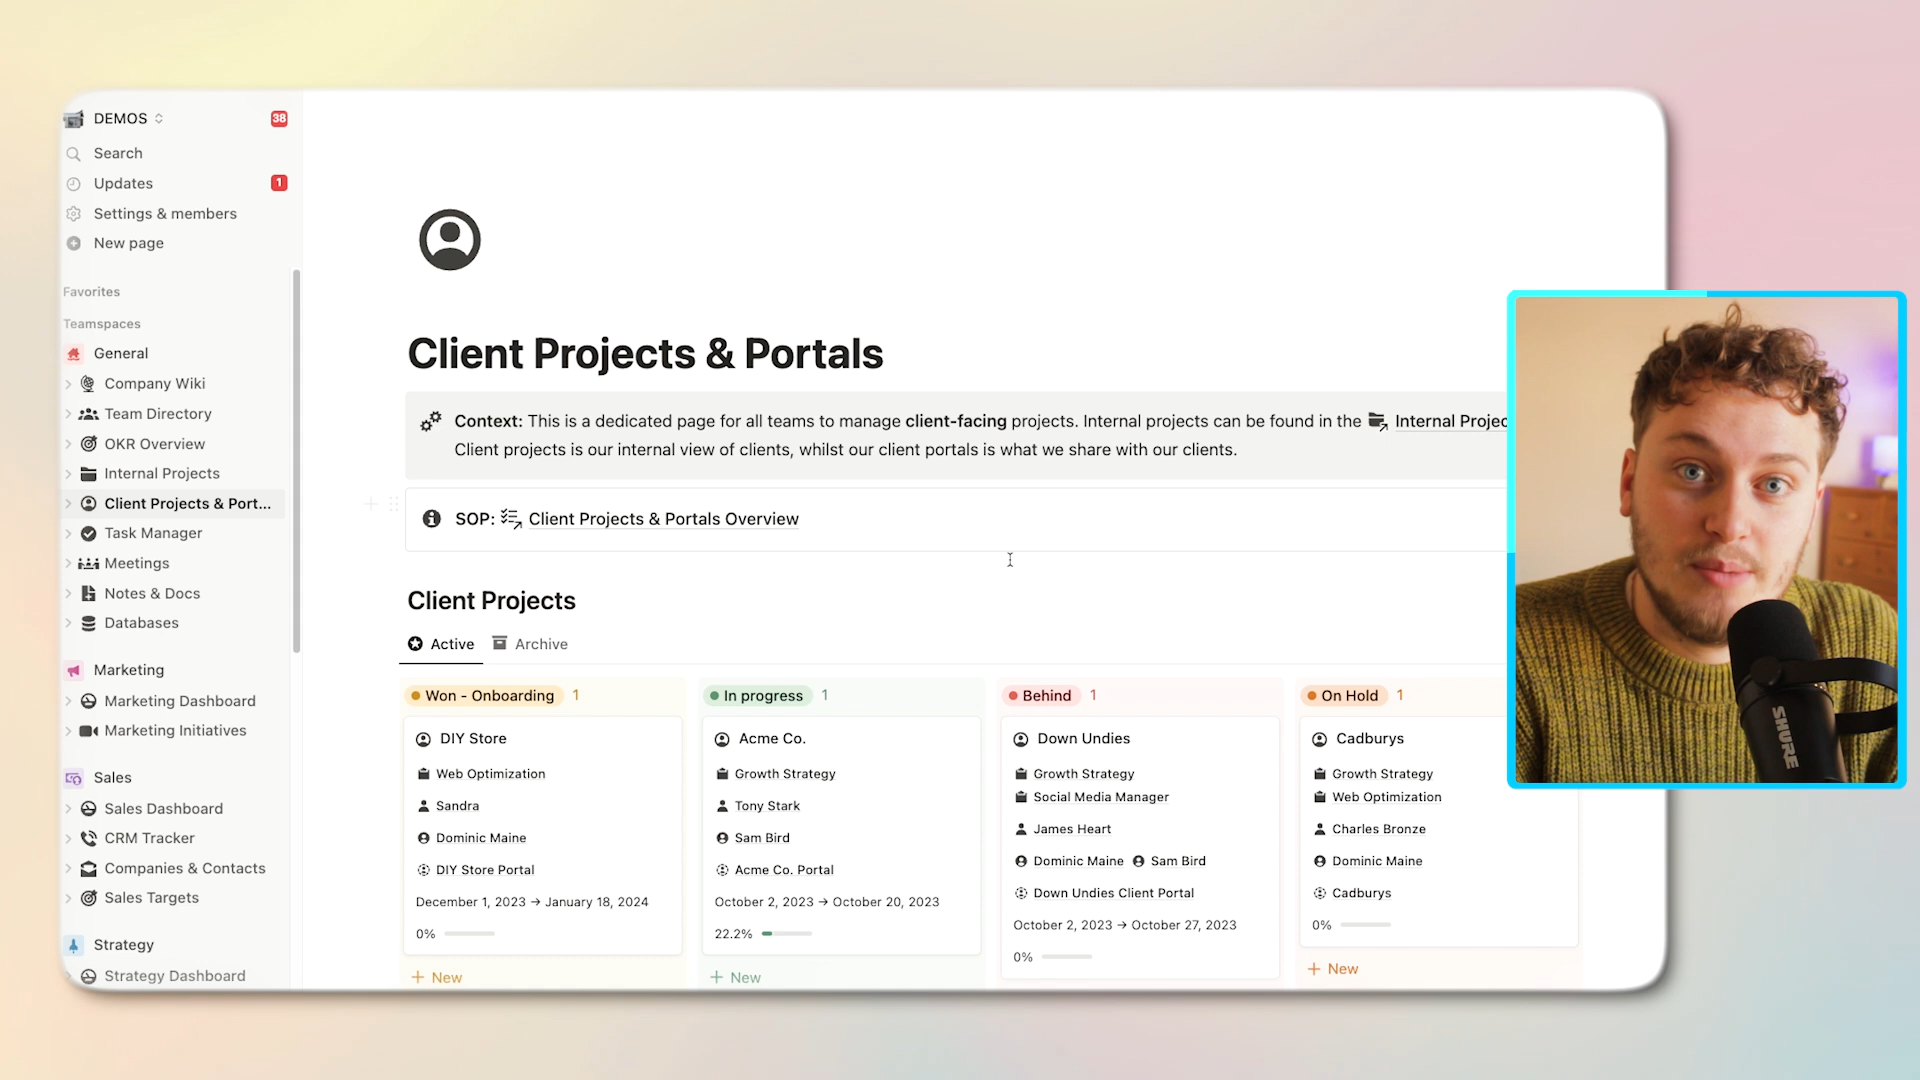 DEMOS
38
Search
Updates
1
Settings & members
New page
Favorites
Teamspaces
General
Company Wiki
Team Directory
OKR Overview
Internal Projects
Client Projects & Port...
Task Manager
Meetings
Notes & Docs
Databases
Marketing
Marketing Dashboard
Marketing Initiatives
Sales
Sales Dashboard
CRM Tracker
Companies & Contacts
Sales Targets
Strategy
Strategy Dashboard
Client Projects & Portals
Context: This is a dedicated page for all teams to manage client-facing projects. Internal projects can be found in the Internal Projec
Client projects is our internal view of clients, whilst our client portals is what we share with our clients.
SOP: Client Projects & Portals Overview
Client Projects
Active
Archive
Won - Onboarding 1
DIY Store
Web Optimization
Sandra
Dominic Maine
DIY Store Portal
December 1, 2023 → January 18, 2024
0%
+ New
In progress 1
Acme Co.
Growth Strategy
Tony Stark
Sam Bird
Acme Co. Portal
October 2, 2023 → October 20, 2023
22.2%
+ New
Behind 1
Down Undies
Growth Strategy
Social Media Manager
James Heart
Dominic Maine Sam Bird
Down Undies Client Portal
October 2, 2023 → October 27, 2023
0%
On Hold 1
Cadburys
Growth Strategy
Web Optimization
Charles Bronze
Dominic Maine
Cadburys
0%
+ New
SHURE